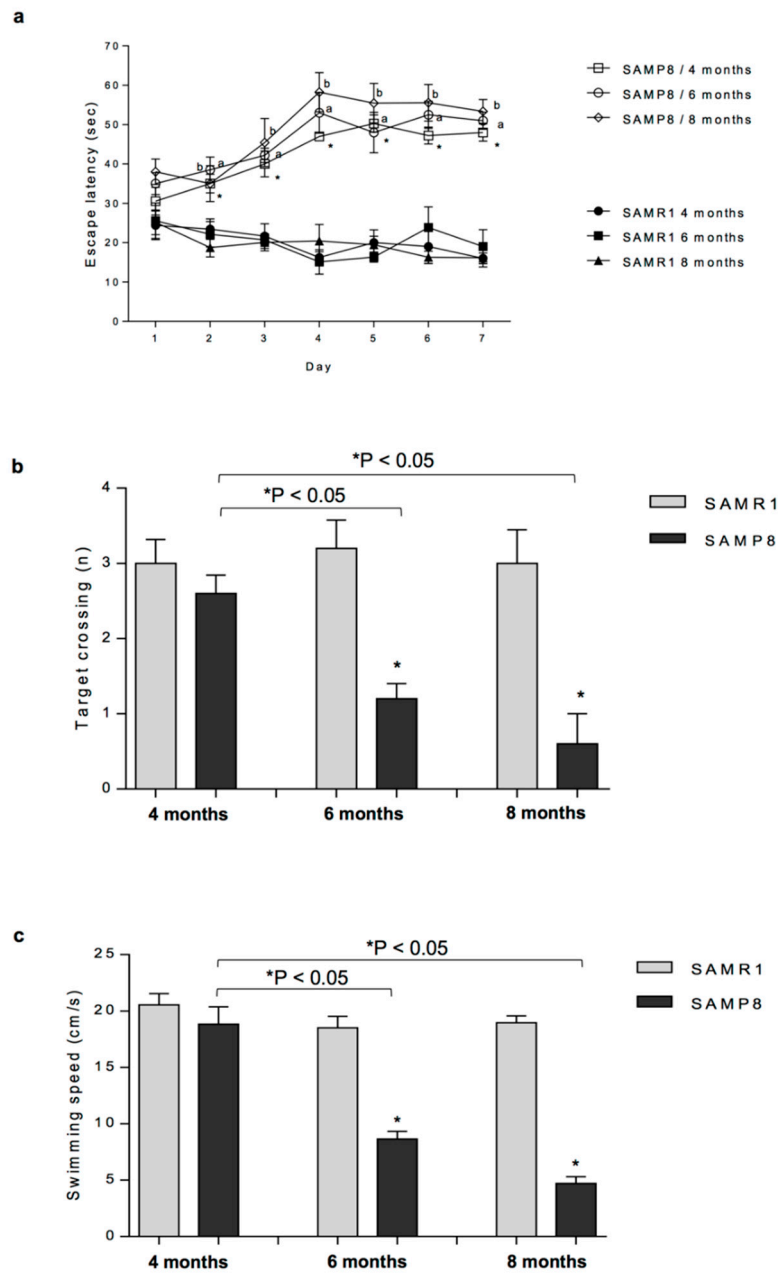 a
70
60
50
40
30
20
10
0
Escape latency (sec)
b b b b b b
a a a a a a
* * * * * *
1 2 3 4 5 6 7
Day
SAMP8 / 4 months
SAMP8 / 6 months
SAMP8 / 8 months
SAMR1 4 months
SAMR1 6 months
SAMR1 8 months
b
*P < 0.05
*P < 0.05
4
3
2
1
0
Target crossing (n)
*
*
4 months 6 months 8 months
SAMR1
SAMP8
c
*P < 0.05
*P < 0.05
25
20
15
10
5
0
Swimming speed (cm/s)
*
*
4 months 6 months 8 months
SAMR1
SAMP8